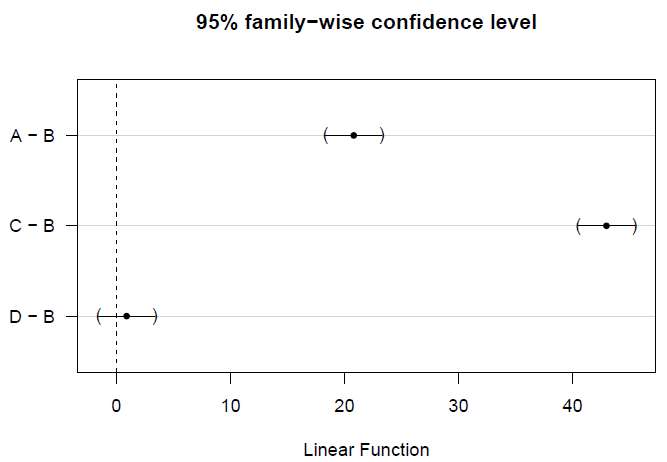 95% family−wise confidence level
A − B
C − B
D − B
0 10 20 30 40
Linear Function